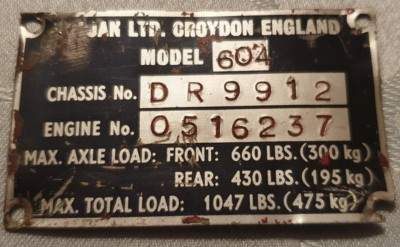 LTD. CROYDON ENGLAND
MODEL 604
CHASSIS No. DR9912
ENGINE No. 0516237
MAX. AXLE LOAD: FRONT: 660 LBS. (300 kg)
REAR: 430 LBS. (195 kg)
MAX. TOTAL LOAD: 1047 LBS. (475 kg)